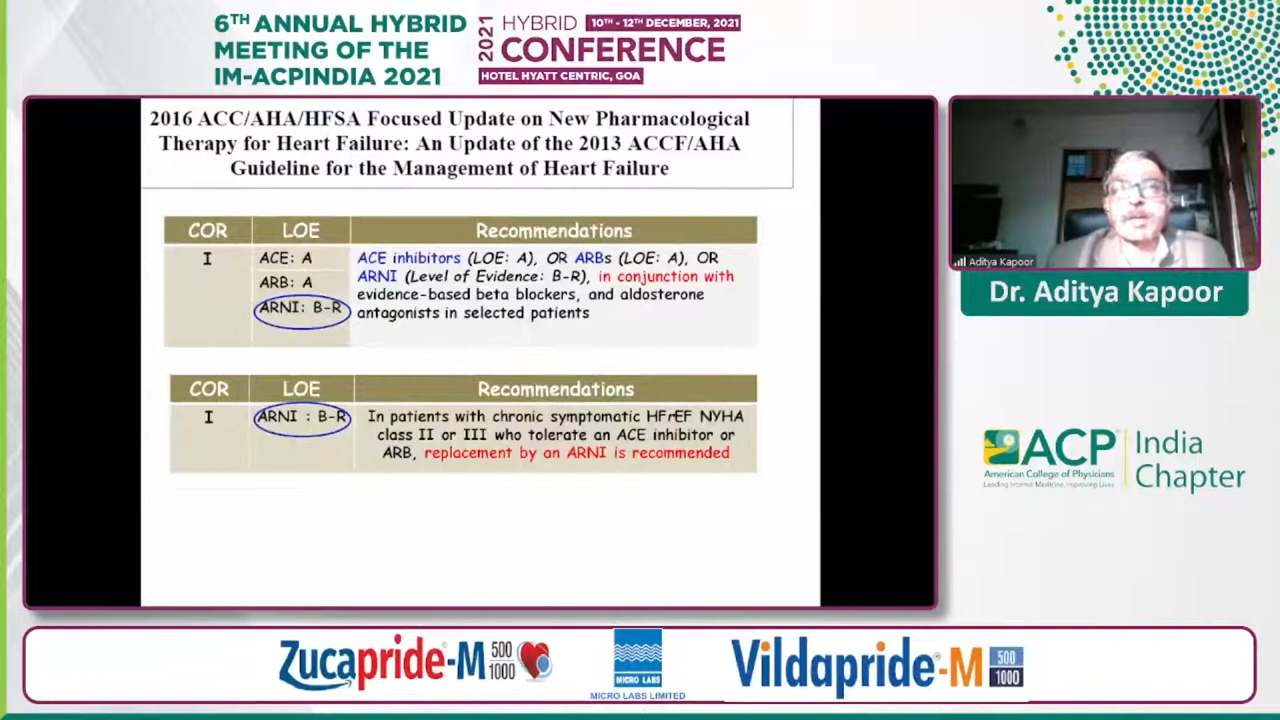 6TH ANNUAL HYBRID
MEETING OF THE
IM-ACPINDIA 2021
2021
HYBRID
10TH - 12TH DECEMBER, 2021
CONFERENCE
HOTEL HYATT CENTRIC, GOA
2016 ACC/AHA/HFSA Focused Update on New Pharmacological
Therapy for Heart Failure: An Update of the 2013 ACCF/AHA
Guideline for the Management of Heart Failure
COR LOE Recommendations
I
ACE: A
ARB: A
ARNI: B-R
ACE inhibitors (LOE: A), OR ARBs (LOE: A), OR
ARNI (Level of Evidence: B-R), in conjunction with
evidence-based beta blockers, and aldosterone
antagonists in selected patients
COR LOE Recommendations
I
ARNI : B-R
In patients with chronic symptomatic HFrEF NYHA
class II or III who tolerate an ACE inhibitor or
ARB, replacement by an ARNI is recommended
Aditya Kapoor
Dr. Aditya Kapoor
ACP
American College of Physicians
Leading Internal Medicine, Improving Lives
India
Chapter
Zucapride-M 500
1000
MICRO LABS
MICRO LABS LIMITED
Vildapride-M 500
1000